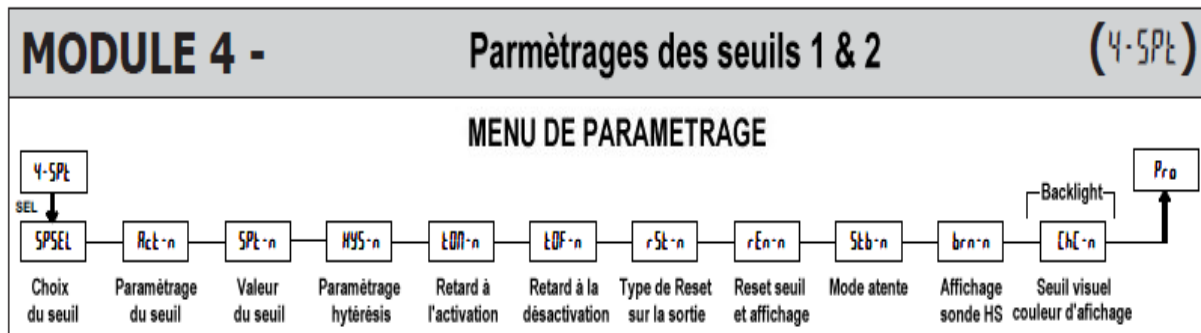 MODULE 4 - Parmètrages des seuils 1 & 2 (4-SPt)
MENU DE PARAMETRAGE
4-SPt
Pro
SEL
Backlight
SPSEL Act-n SPt-n HYS-n tON-n tOF-n rSt-n rEn-n Stb-n brn-n ChC-n
Choix Paramètrage Valeur Paramètrage Retard à Retard à la Type de Reset Reset seuil Mode atente Affichage Seuil visuel
du seuil du seuil du seuil hytérésis l'activation désactivation sur la sortie et affichage sonde HS couleur d'afichage